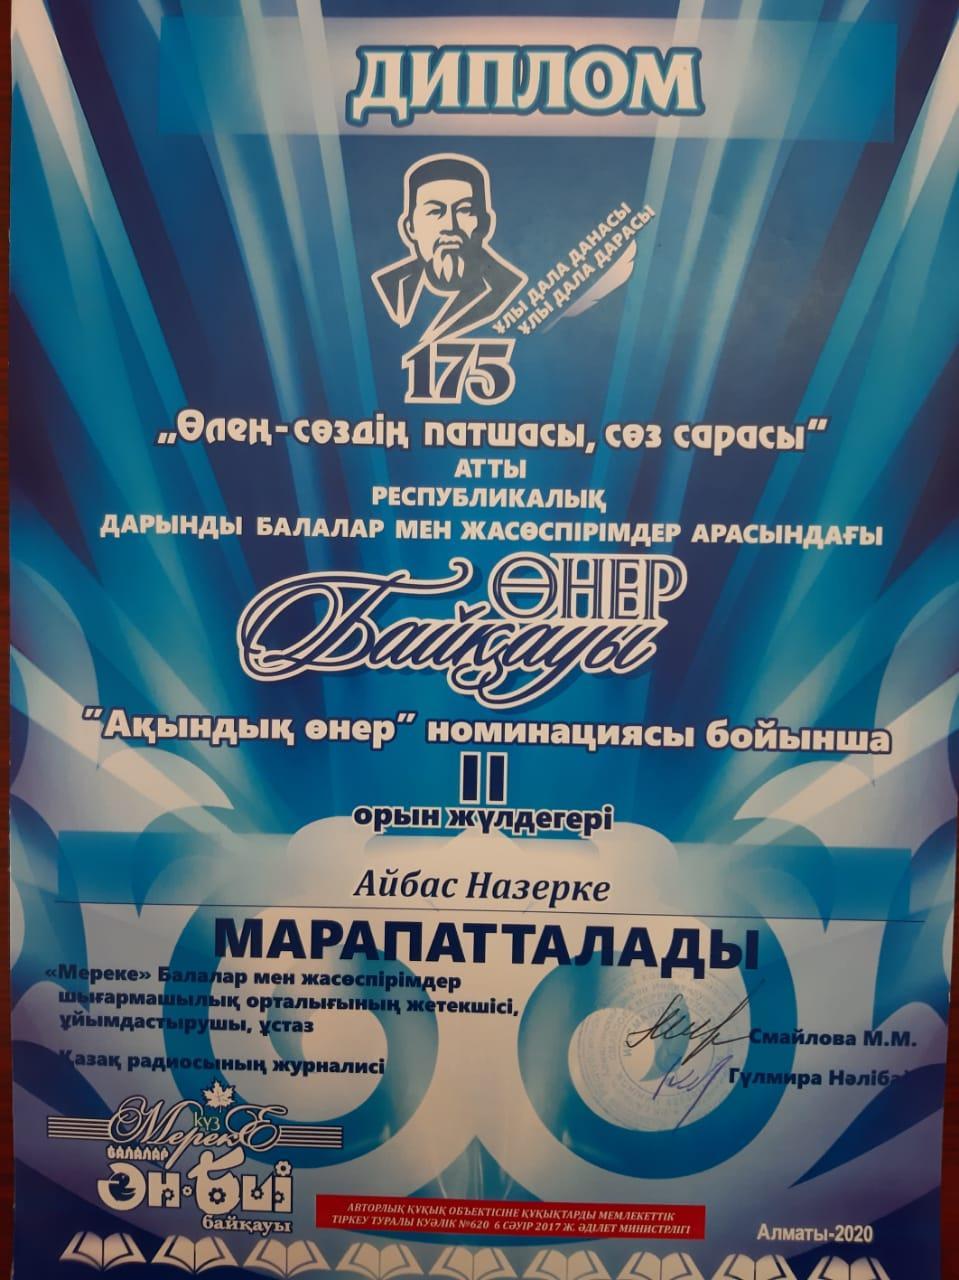 ДИПЛОМ
ҰЛЫ ДАЛА ДАНАСЫ
ҰЛЫ ДАЛА ДАРАСЫ
175
„Өлең-сөздің патшасы, сөз сарасы”
АТТЫ
РЕСПУБЛИКАЛЫҚ
ДАРЫНДЫ БАЛАЛАР МЕН ЖАСӨСПІРІМДЕР АРАСЫНДАҒЫ
ӨНЕР
Байқауы
”Ақындық өнер” номинациясы бойынша
II
орын жүлдегері
Айбас Назерке
МАРАПАТТАЛАДЫ
«Мереке» Балалар мен жасөспірімдер
шығармашылық орталығының жетекшісі,
ұйымдастырушы, ұстаз
Смайлова М.М.
Қазақ радиосының журналисі
Гүлмира
күз
МерекЕ
БАЛАЛАР
ӘН-Биі
байқауы
АВТОРЛЫҚ ҚҰҚЫҚ ОБЪЕКТІСІНЕ ҚҰҚЫҚТАРДЫ МЕМЛЕКЕТТІК
ТІРКЕУ ТУРАЛЫ КУӘЛІК №620 6 СӘУІР 2017 Ж. ӘДІЛЕТ МИНИСТРЛІГІ
Алматы-2020